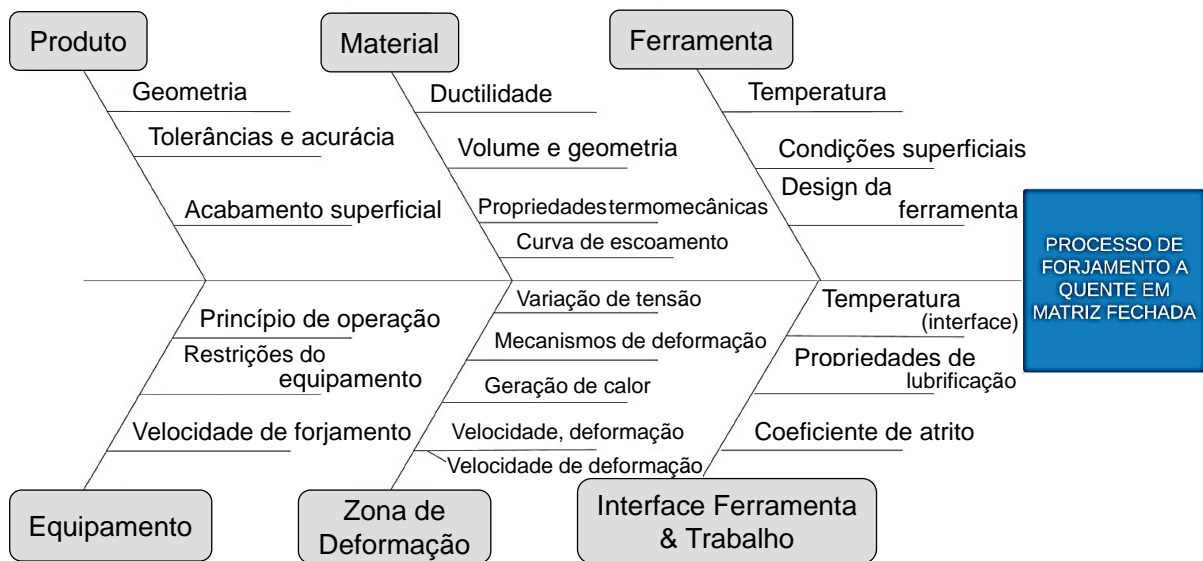 Produto
Material
Ferramenta
Geometria
Tolerâncias e acurácia
Acabamento superficial
Ductilidade
Volume e geometria
Propriedades termomecânicas
Curva de escoamento
Temperatura
Condições superficiais
Design da
ferramenta
PROCESSO DE
FORJAMENTO A
QUENTE EM
MATRIZ FECHADA
Princípio de operação
Restrições do
equipamento
Velocidade de forjamento
Variação de tensão
Mecanismos de deformação
Geração de calor
Velocidade, deformação
Velocidade de deformação
Temperatura
(interface)
Propriedades de
lubrificação
Coeficiente de atrito
Equipamento
Zona de
Deformação
Interface Ferramenta
& Trabalho